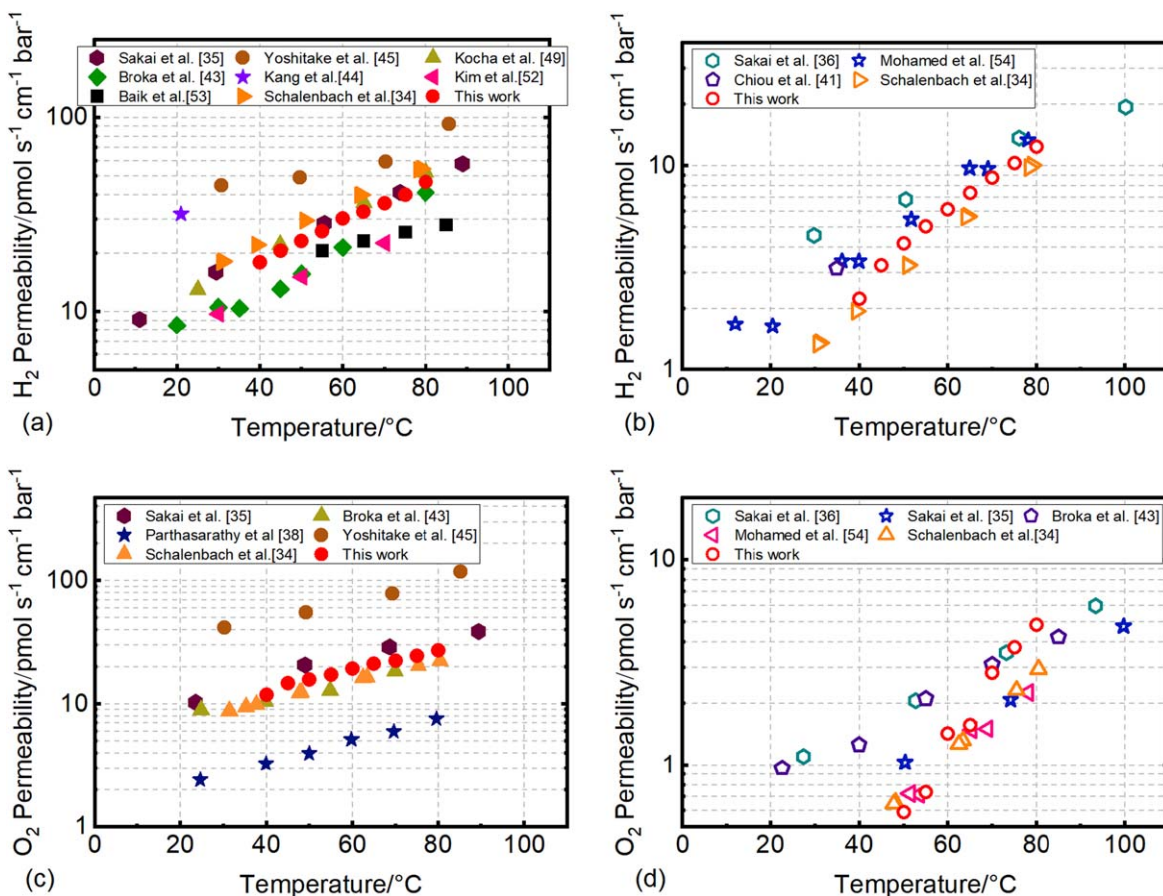 Sakai et al. [35] Yoshitake et al. [45] Kocha et al. [49]
Broka et al. [43] Kang et al.[44] Kim et al.[52]
Baik et al.[53] Schalenbach et al.[34] This work
100
10
H₂ Permeability/pmol s⁻¹ cm⁻¹ bar⁻¹
0 20 40 60 80 100
(a) Temperature/°C
Sakai et al. [36] Mohamed et al. [54]
Chiou et al. [41] Schalenbach et al.[34]
This work
10
1
H₂ Permeability/pmol s⁻¹ cm⁻¹ bar⁻¹
0 20 40 60 80 100
(b) Temperature/°C
Sakai et al. [35] Broka et al. [43]
Parthasarathy et al [38] Yoshitake et al. [45]
Schalenbach et al.[34] This work
100
10
1
O₂ Permeability/pmol s⁻¹ cm⁻¹ bar⁻¹
0 20 40 60 80 100
(c) Temperature/°C
Sakai et al. [36] Sakai et al. [35] Broka et al. [43]
Mohamed et al. [54] Schalenbach et al.[34]
This work
10
1
O₂ Permeability/pmol s⁻¹ cm⁻¹ bar⁻¹
0 20 40 60 80 100
(d) Temperature/°C